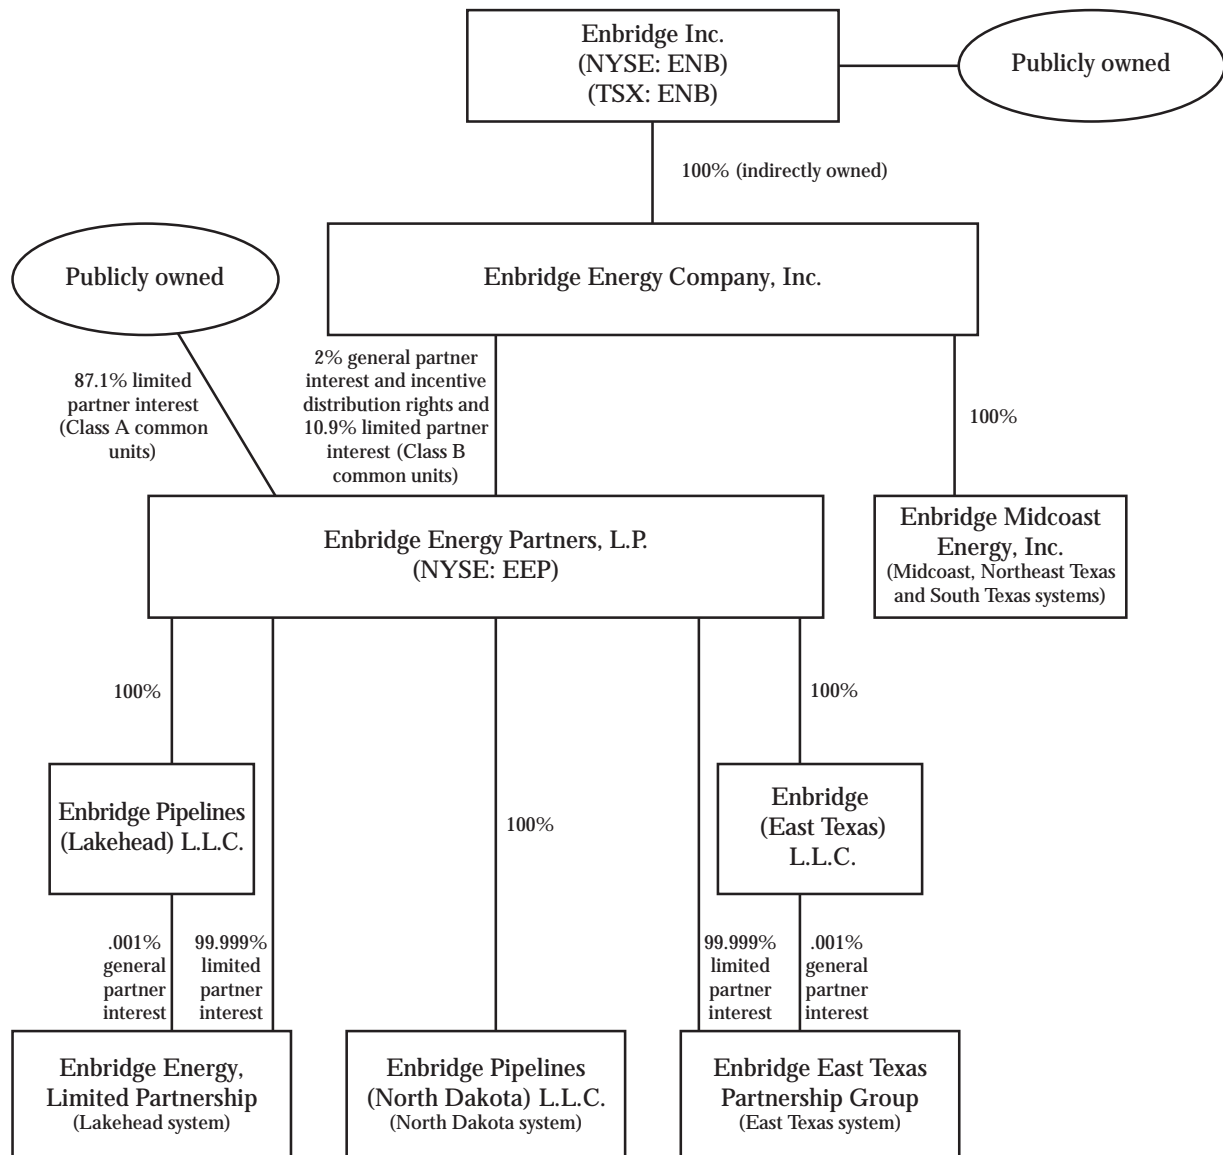 Enbridge Inc.
(NYSE: ENB)
(TSX: ENB)
Publicly owned
100% (indirectly owned)
Publicly owned
Enbridge Energy Company, Inc.
87.1% limited
partner interest
(Class A common
units)
2% general partner
interest and incentive
distribution rights and
10.9% limited partner
interest (Class B
common units)
100%
Enbridge Energy Partners, L.P.
(NYSE: EEP)
Enbridge Midcoast
Energy, Inc.
(Midcoast, Northeast Texas
and South Texas systems)
100%
100%
Enbridge Pipelines
(Lakehead) L.L.C.
100%
Enbridge
(East Texas)
L.L.C.
.001%
general
partner
interest
99.999%
limited
partner
interest
99.999%
limited
partner
interest
.001%
general
partner
interest
Enbridge Energy,
Limited Partnership
(Lakehead system)
Enbridge Pipelines
(North Dakota) L.L.C.
(North Dakota system)
Enbridge East Texas
Partnership Group
(East Texas system)